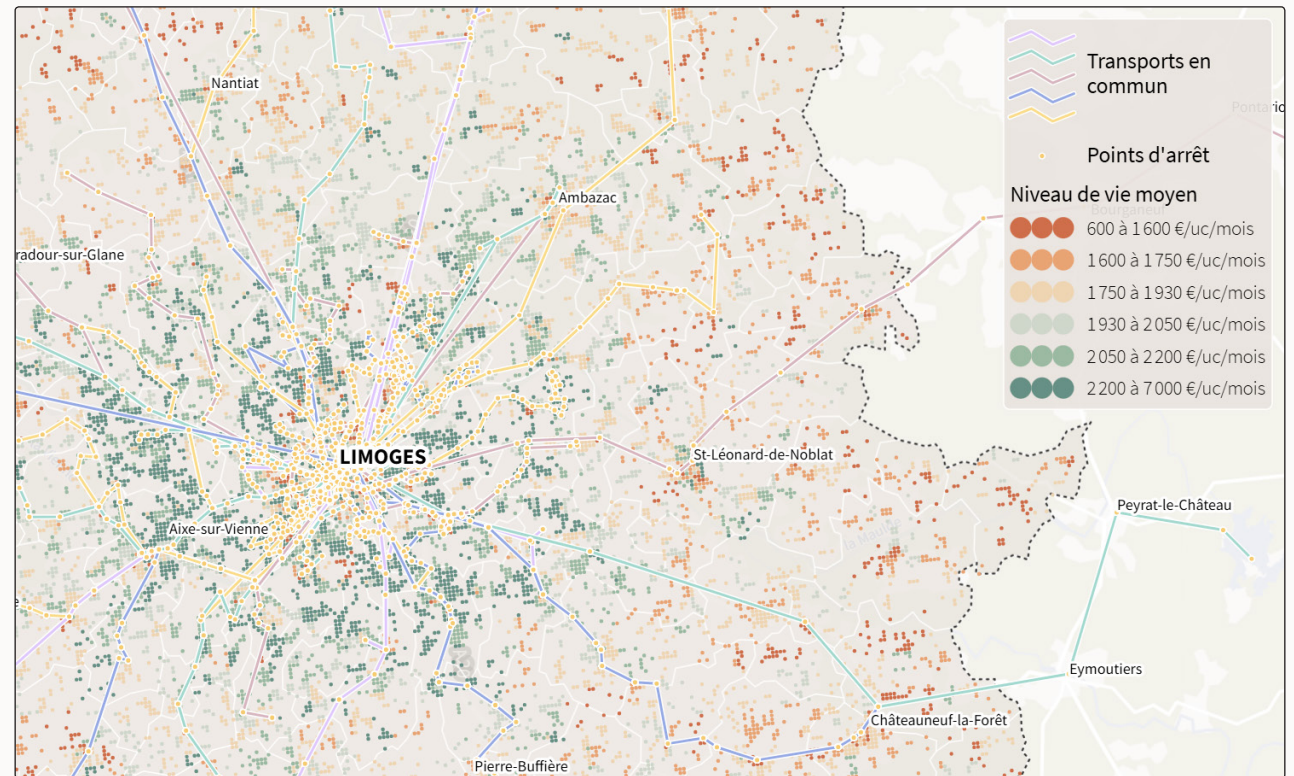 Nantiat
Ambazac
radour-sur-Glane
LIMOGES
St-Léonard-de-Noblat
Aixe-sur-Vienne
Peyrat-le-Château
Eymoutiers
Châteauneuf-la-Forêt
Pierre-Buffière
Transports en
commun
Pontario
Points d'arrêt
Niveau de vie moyen
Bourganeuf
600 à 1 600 €/uc/mois
1 600 à 1 750 €/uc/mois
1 750 à 1 930 €/uc/mois
1 930 à 2 050 €/uc/mois
2 050 à 2 200 €/uc/mois
2 200 à 7 000 €/uc/mois